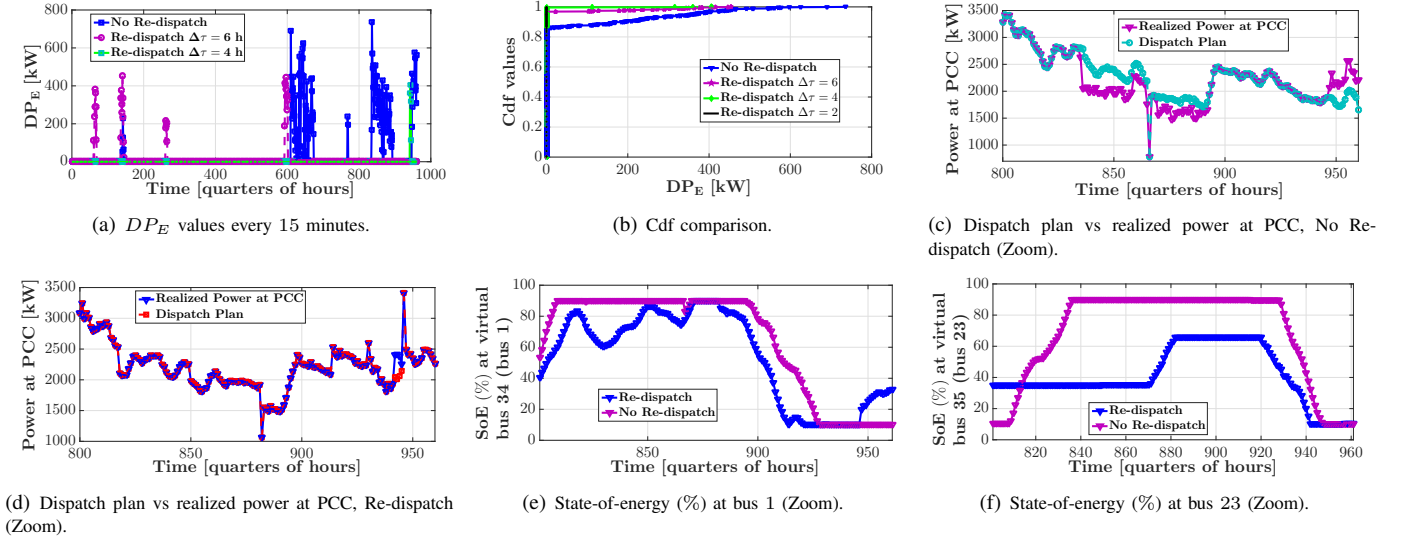 800
600
400
200
0
DP_E [kW]
No Re-dispatch
Re-dispatch Δτ = 6 h
Re-dispatch Δτ = 4 h
0 200 400 600 800 1000
Time [quarters of hours]
(a) DP_E values every 15 minutes.
1
0.8
0.6
0.4
0.2
0
Cdf values
No Re-dispatch
Re-dispatch Δτ = 6
Re-dispatch Δτ = 4
Re-dispatch Δτ = 2
0 200 400 600 800
DP_E [kW]
(b) Cdf comparison.
3500
3000
2500
2000
1500
1000
Power at PCC [kW]
Realized Power at PCC
Dispatch Plan
800 850 900 950
Time [quarters of hours]
(c) Dispatch plan vs realized power at PCC, No Re-
dispatch (Zoom).
3500
3000
2500
2000
1500
1000
Power at PCC [kW]
Realized Power at PCC
Dispatch Plan
800 850 900 950
Time [quarters of hours]
(d) Dispatch plan vs realized power at PCC, Re-dispatch
(Zoom).
100
80
60
40
20
0
SoE (%) at virtual
bus 34 (bus 1)
Re-dispatch
No Re-dispatch
850 900 950
Time [quarters of hours]
(e) State-of-energy (%) at bus 1 (Zoom).
100
80
60
40
20
0
SoE (%) at virtual
bus 35 (bus 23)
Re-dispatch
No Re-dispatch
820 840 860 880 900 920 940 960
Time [quarters of hours]
(f) State-of-energy (%) at bus 23 (Zoom).